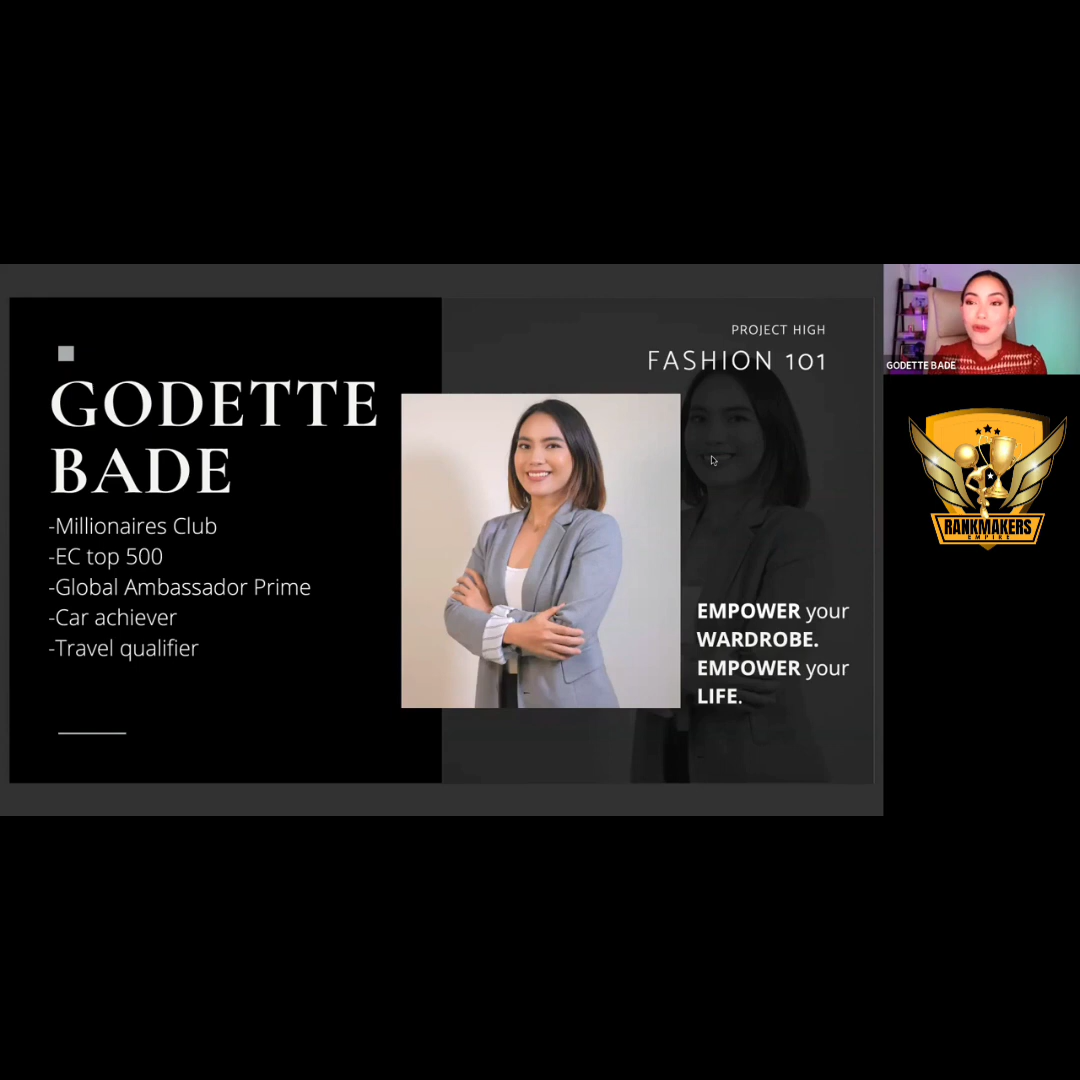 GODETTE
BADE
-Millionaires Club
-EC top 500
-Global Ambassador Prime
-Car achiever
-Travel qualifier
PROJECT HIGH
FASHION 101
EMPOWER your
WARDROBE.
EMPOWER your
LIFE.
GODETTE BADE
RANKMAKERS
EMPIRE